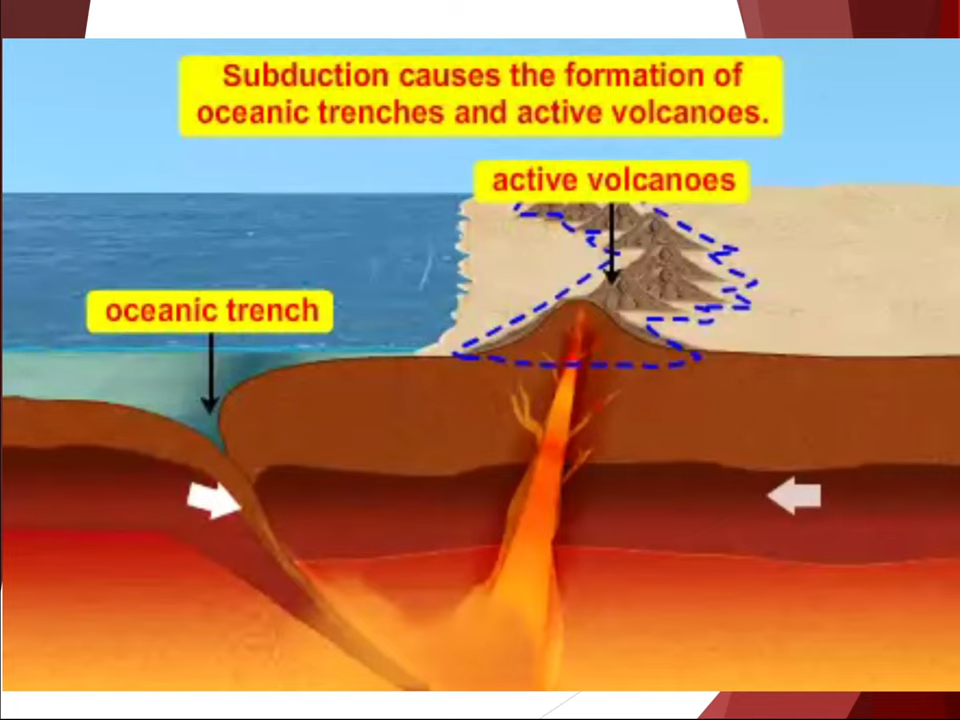 Subduction causes the formation of
oceanic trenches and active volcanoes.
active volcanoes
oceanic trench